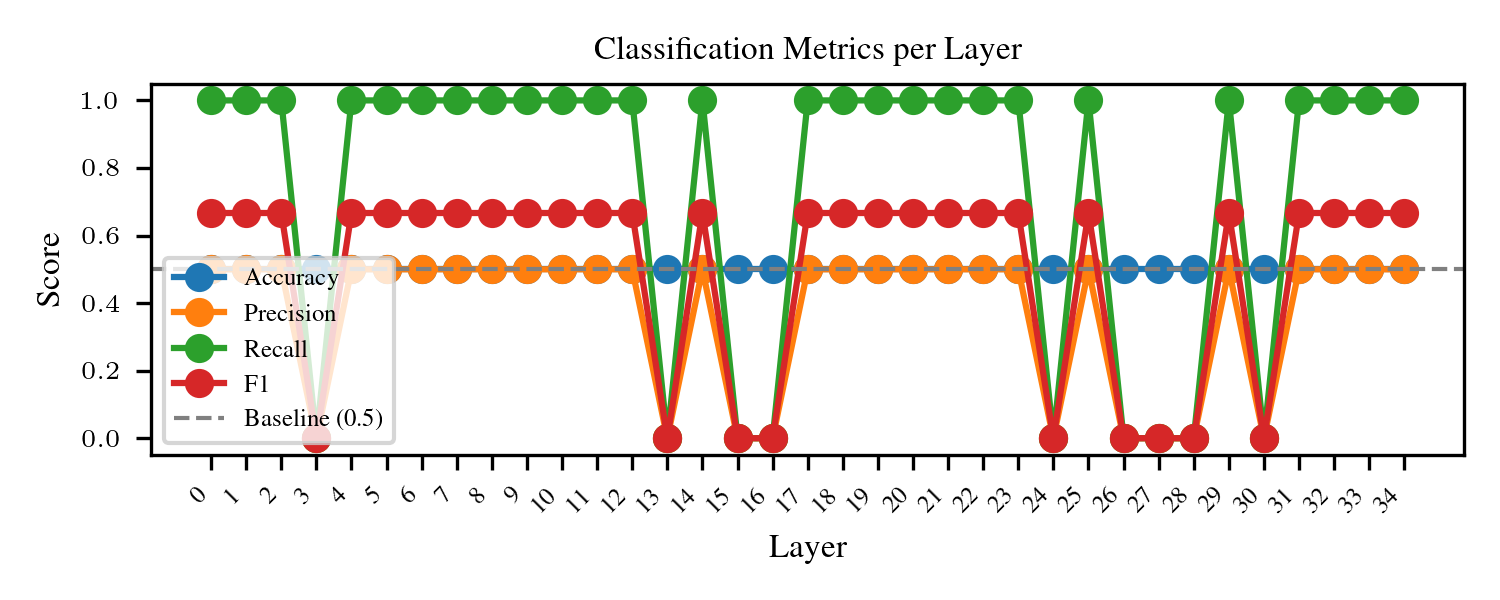 Classification Metrics per Layer
Score
1.0
0.8
0.6
0.4
0.2
0.0
Accuracy
Precision
Recall
F1
Baseline (0.5)
0 1 2 3 4 5 6 7 8 9 10 11 12 13 14 15 16 17 18 19 20 21 22 23 24 25 26 27 28 29 30 31 32 33 34
Layer